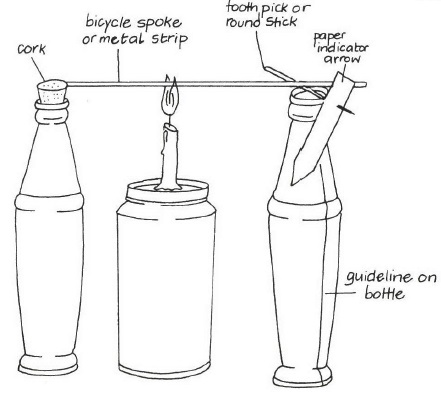 cork
bicycle spoke
or metal strip
tooth pick or
round stick
paper
indicator
arrow
guideline on
bottle